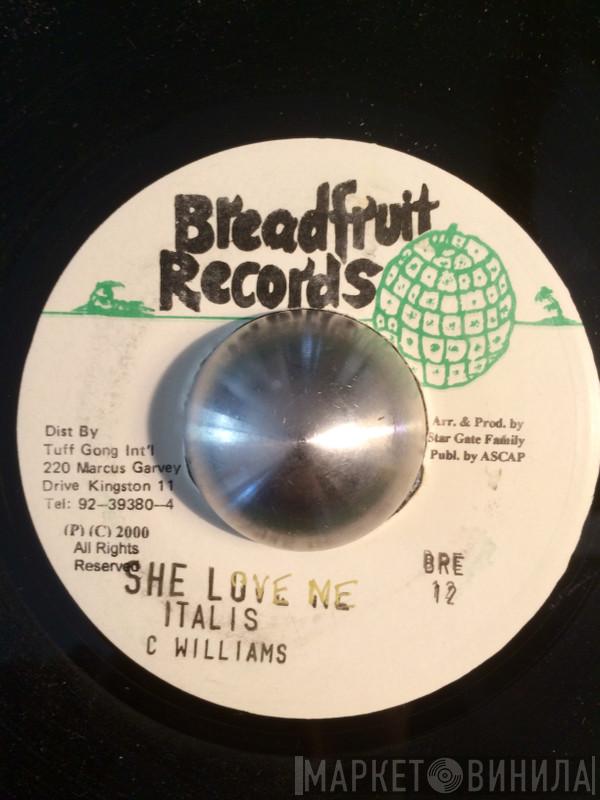 Breadfruit
Records
Dist By
Tuff Gong Int'l
220 Marcus Garvey
Drive Kingston 11
Tel: 92-39380-4
(P) (C) 2000
All Rights
Reserved
Arr. & Prod. by
Star Gate Family
Publ. by ASCAP
BRE
12
SHE LOVE NE
ITALIS
C WILLIAMS
МАРКЕТ ВИНИЛА